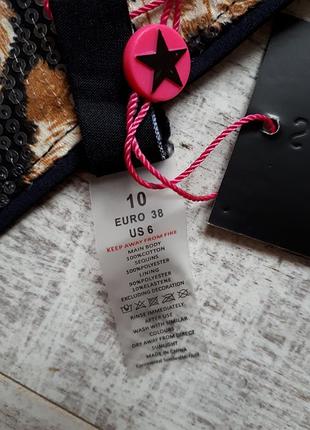 10
EURO 38
US 6
KEEP AWAY FROM FIRE
MAIN BODY
100%COTTON
SEQUINS
100%POLYESTER
LINING
90%POLYESTER
10%ELASTENE
EXCLUDING DECORATION
RINSE IMMEDIATELY
AFTER USE
WASH WITH SIMILAR
COLOURS
DRY AWAY FROM DIRECT
SUNLIGHT
MADE IN CHINA
S